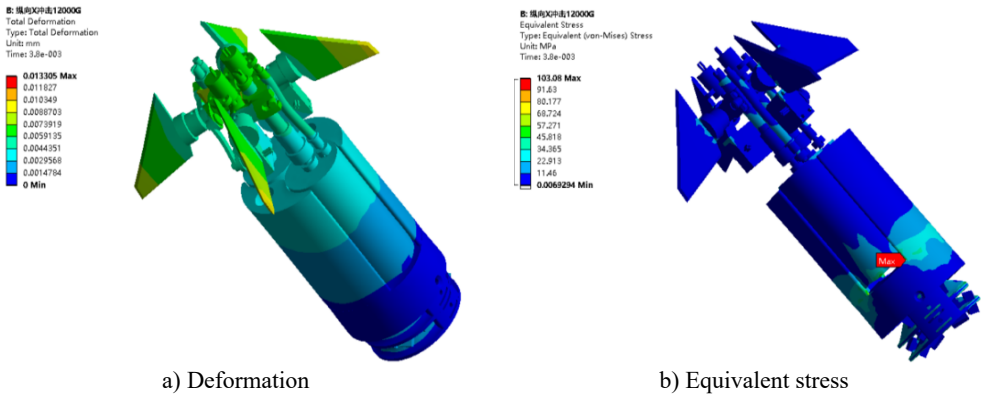 B: 纵向X冲击12000G
Total Deformation
Type: Total Deformation
Unit: mm
Time: 3.8e-003
0.013305 Max
0.011827
0.010349
0.0088703
0.0073919
0.0059135
0.0044351
0.0029568
0.0014784
0 Min
a) Deformation
B: 纵向X冲击12000G
Equivalent Stress
Type: Equivalent (von-Mises) Stress
Unit: MPa
Time: 3.8e-003
103.08 Max
91.63
80.177
68.724
57.271
45.818
34.365
22.913
11.46
0.0069294 Min
Max
b) Equivalent stress